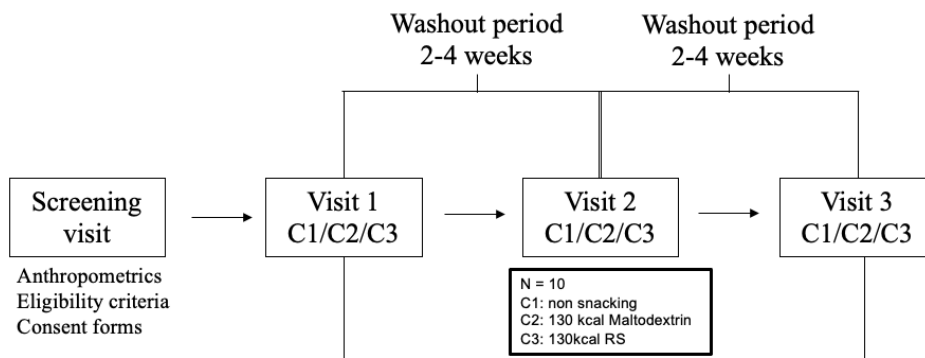 Washout period
2-4 weeks
Washout period
2-4 weeks
Screening
visit
Visit 1
C1/C2/C3
Visit 2
C1/C2/C3
Visit 3
C1/C2/C3
Anthropometrics
Eligibility criteria
Consent forms
N = 10
C1: non snacking
C2: 130 kcal Maltodextrin
C3: 130kcal RS